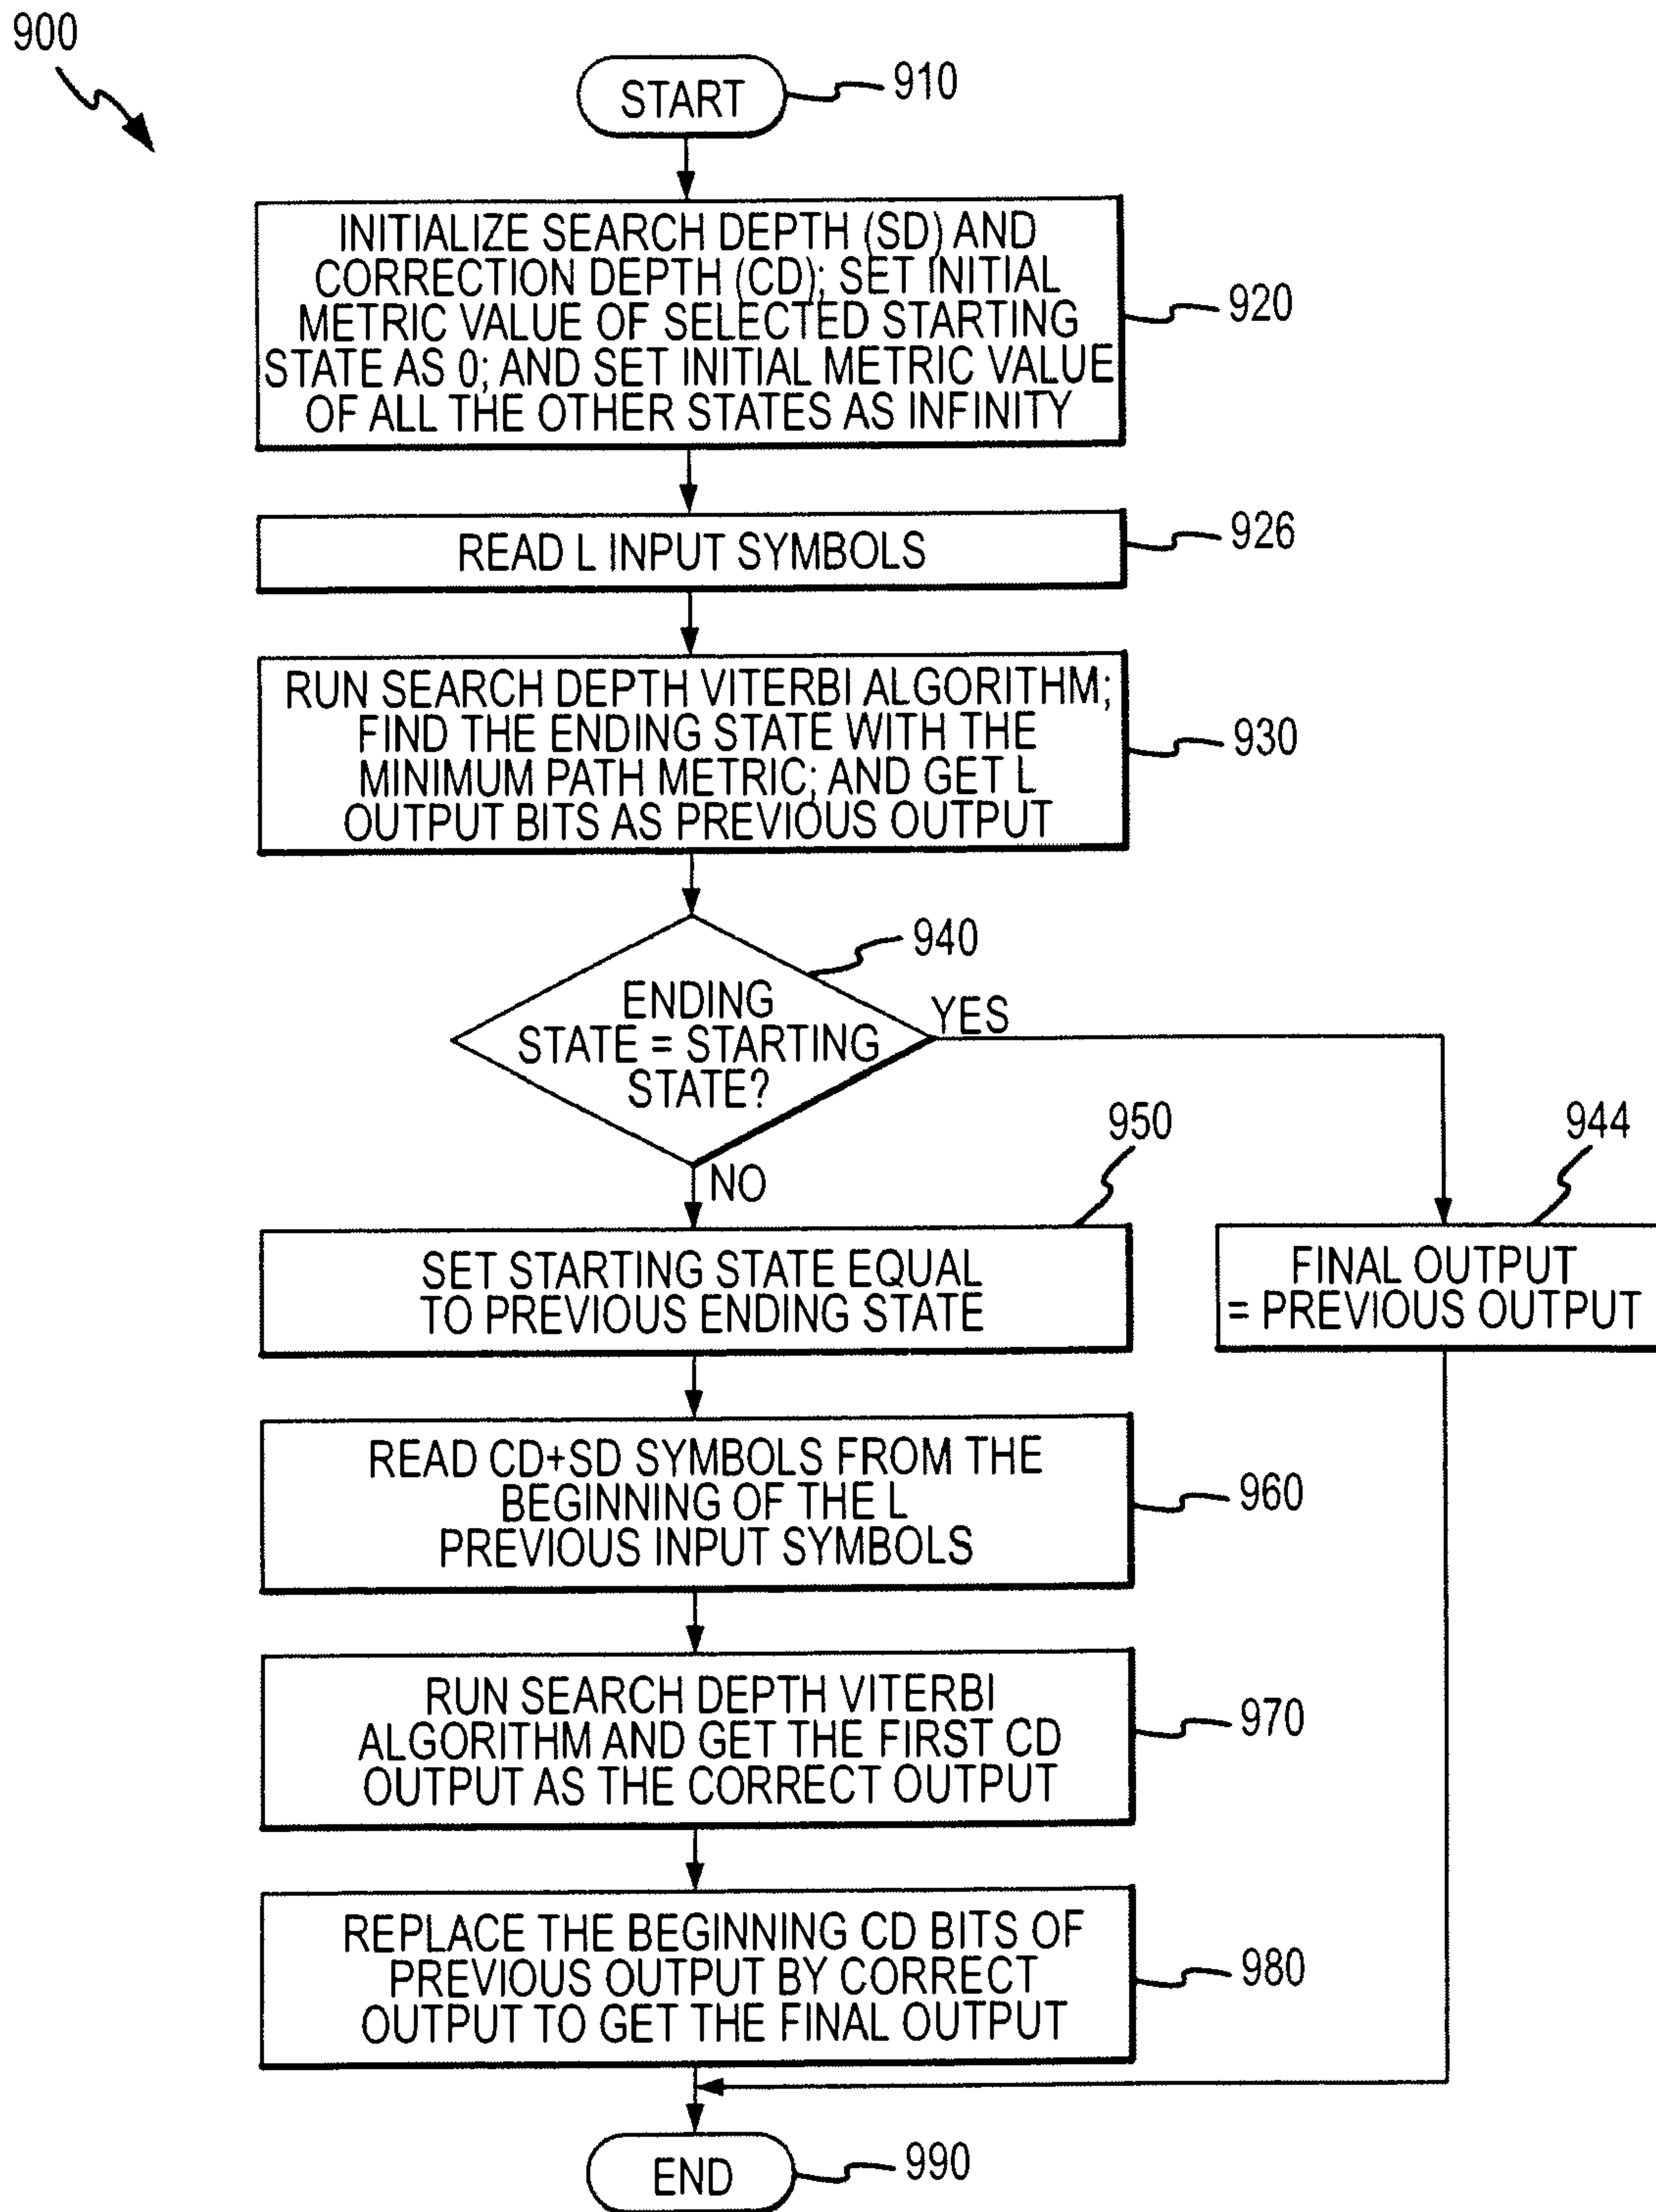 900
START
910
INITIALIZE SEARCH DEPTH (SD) AND
CORRECTION DEPTH (CD); SET INITIAL
METRIC VALUE OF SELECTED STARTING
STATE AS 0; AND SET INITIAL METRIC VALUE
OF ALL THE OTHER STATES AS INFINITY
920
READ L INPUT SYMBOLS
926
RUN SEARCH DEPTH VITERBI ALGORITHM;
FIND THE ENDING STATE WITH THE
MINIMUM PATH METRIC; AND GET L
OUTPUT BITS AS PREVIOUS OUTPUT
930
940
ENDING
STATE = STARTING
STATE?
YES
NO
950
944
SET STARTING STATE EQUAL
TO PREVIOUS ENDING STATE
FINAL OUTPUT
= PREVIOUS OUTPUT
READ CD+SD SYMBOLS FROM THE
BEGINNING OF THE L
PREVIOUS INPUT SYMBOLS
960
RUN SEARCH DEPTH VITERBI
ALGORITHM AND GET THE FIRST CD
OUTPUT AS THE CORRECT OUTPUT
970
REPLACE THE BEGINNING CD BITS OF
PREVIOUS OUTPUT BY CORRECT
OUTPUT TO GET THE FINAL OUTPUT
980
END
990